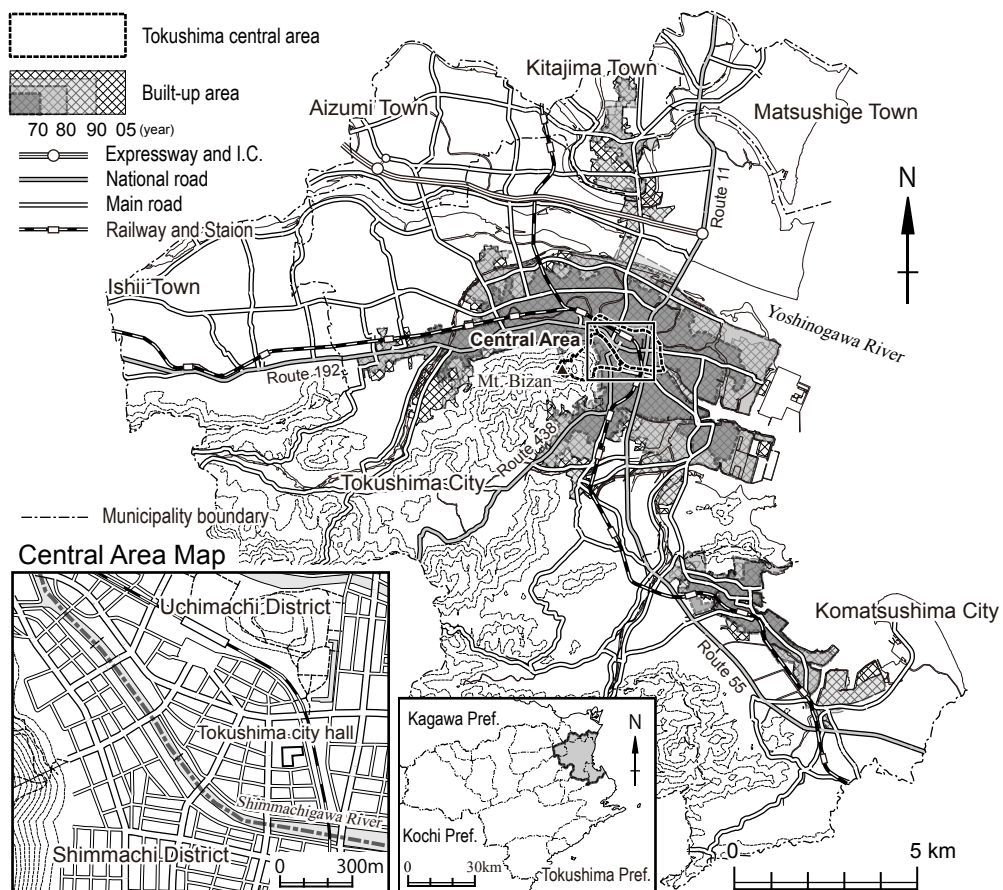 Tokushima central area
Built-up area
70 80 90 05 (year)
Expressway and I.C.
National road
Main road
Railway and Staion
Kitajima Town
Aizumi Town
Matsushige Town
N
Route 11
Ishii Town
Yoshinogawa River
Central Area
Route 192
Mt. Bizan
Route 438
Tokushima City
Municipality boundary
Komatsushima City
Route 55
Central Area Map
Uchimachi District
Tokushima city hall
Shimmachigawa River
Shimmachi District
0 300m
Kagawa Pref.
N
Kochi Pref.
0 30km
Tokushima Pref.
0 5 km